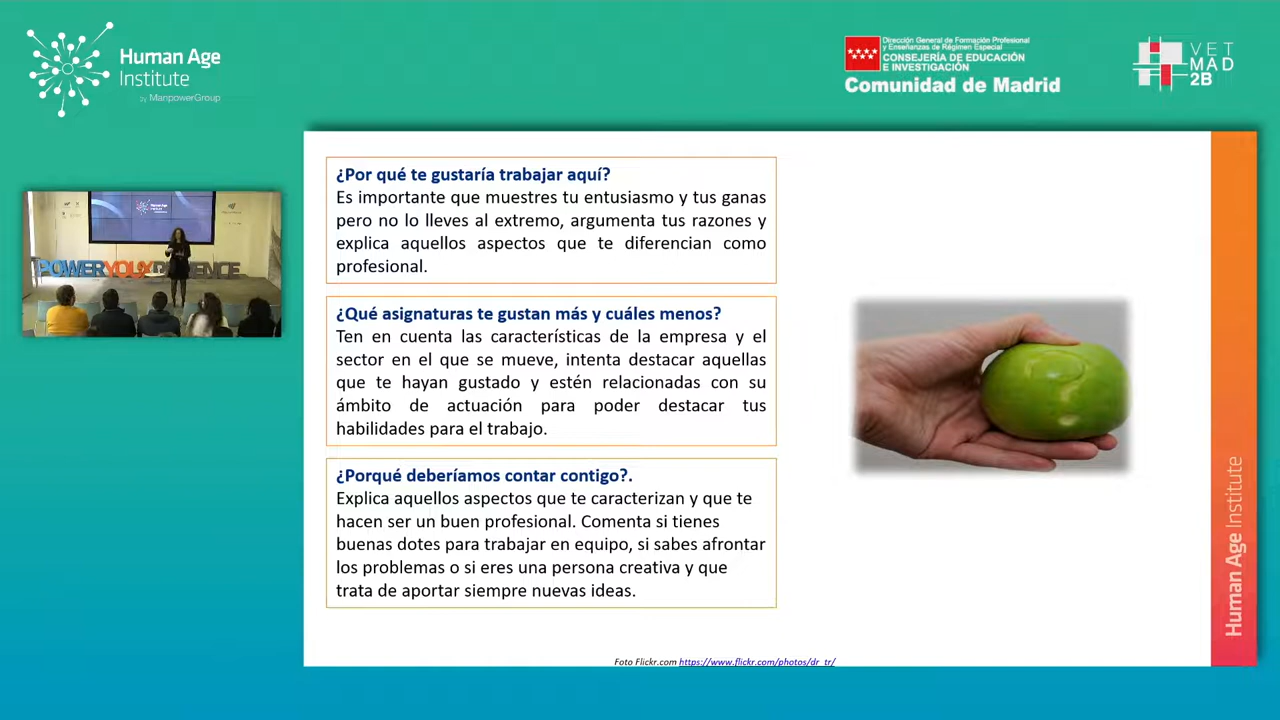 Human Age
Institute
by ManpowerGroup
Dirección General de Formación Profesional
y Enseñanzas de Régimen Especial
CONSEJERÍA DE EDUCACIÓN
E INVESTIGACIÓN
Comunidad de Madrid
VET
MAD
2B
¿Por qué te gustaría trabajar aquí?
Es importante que muestres tu entusiasmo y tus ganas
pero no lo lleves al extremo, argumenta tus razones y
explica aquellos aspectos que te diferencian como
profesional.
¿Qué asignaturas te gustan más y cuáles menos?
Ten en cuenta las características de la empresa y el
sector en el que se mueve, intenta destacar aquellas
que te hayan gustado y estén relacionadas con su
ámbito de actuación para poder destacar tus
habilidades para el trabajo.
¿Porqué deberíamos contar contigo?.
Explica aquellos aspectos que te caracterizan y que te
hacen ser un buen profesional. Comenta si tienes
buenas dotes para trabajar en equipo, si sabes afrontar
los problemas o si eres una persona creativa y que
trata de aportar siempre nuevas ideas.
Foto Flickr.com https://www.flickr.com/photos/dr_tr/
Human Age Institute
Human Age
Institute
POWERYOU